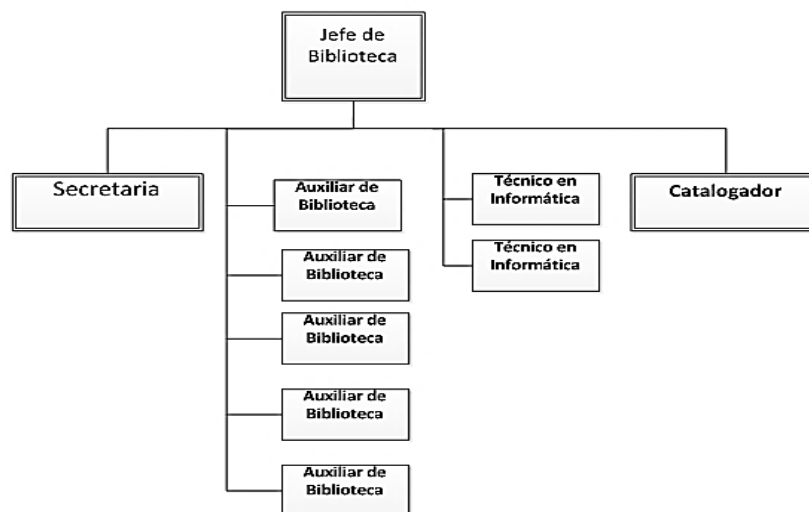 Jefe de
Biblioteca
Secretaria
Auxiliar de
Biblioteca
Auxiliar de
Biblioteca
Auxiliar de
Biblioteca
Auxiliar de
Biblioteca
Auxiliar de
Biblioteca
Técnico en
Informática
Técnico en
Informática
Catalogador